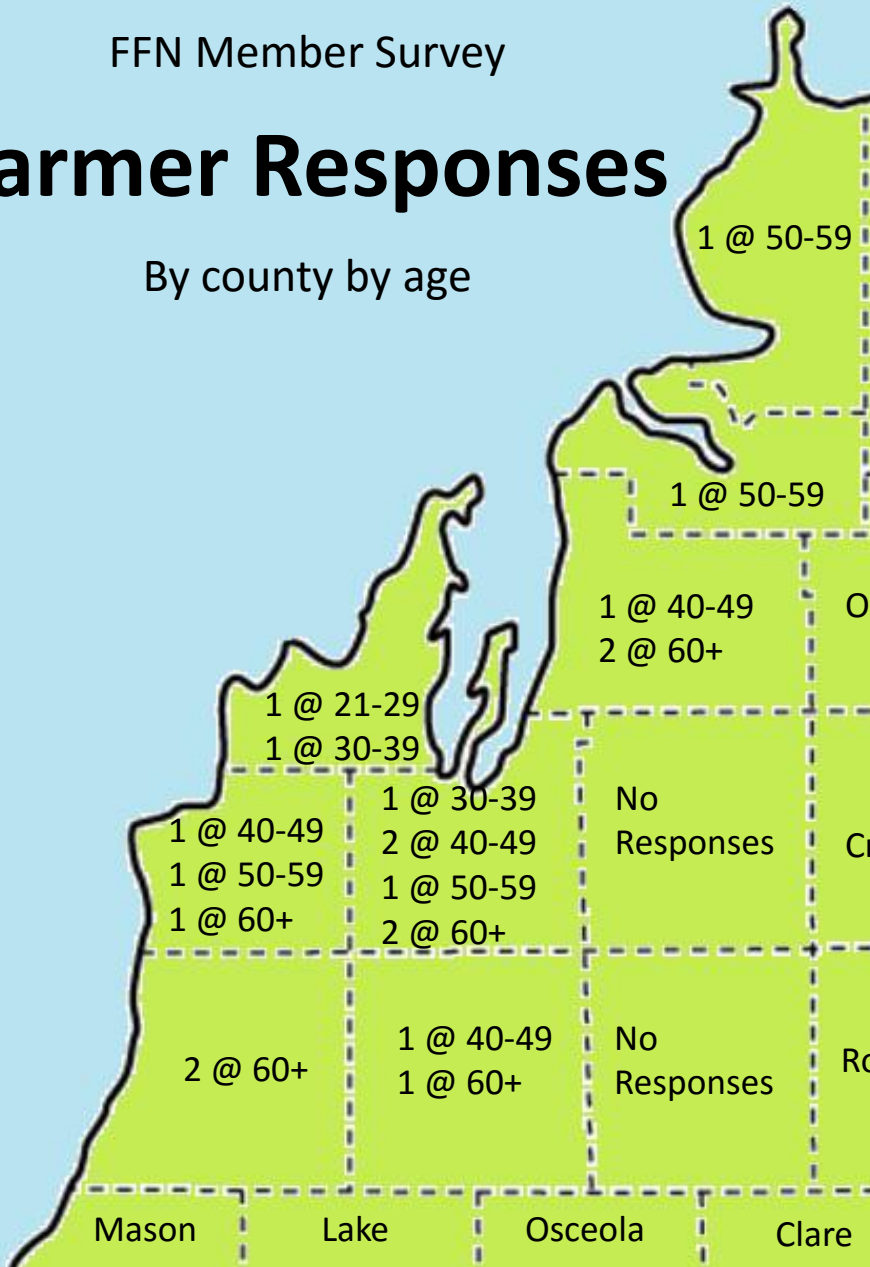 FFN Member Survey
armer Responses
By county by age
1 @ 50-59
1 @ 50-59
1 @ 40-49
2 @ 60+
O
1 @ 21-29
1 @ 30-39
1 @ 30-39
2 @ 40-49
1 @ 50-59
2 @ 60+
No
Responses
Cr
1 @ 40-49
1 @ 50-59
1 @ 60+
2 @ 60+
1 @ 40-49
1 @ 60+
No
Responses
Ro
Mason
Lake
Osceola
Clare